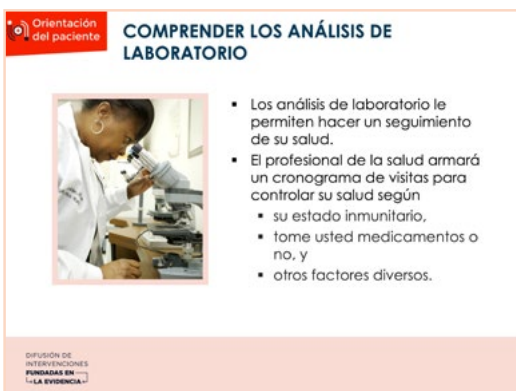 Orientación
del paciente
COMPRENDER LOS ANÁLISIS DE
LABORATORIO
▪ Los análisis de laboratorio le
permiten hacer un seguimiento
de su salud.
▪ El profesional de la salud armará
un cronograma de visitas para
controlar su salud según
▪ su estado inmunitario,
▪ tome usted medicamentos o
no, y
▪ otros factores diversos.
DIFUSIÓN DE
INTERVENCIONES
FUNDADAS EN
LA EVIDENCIA